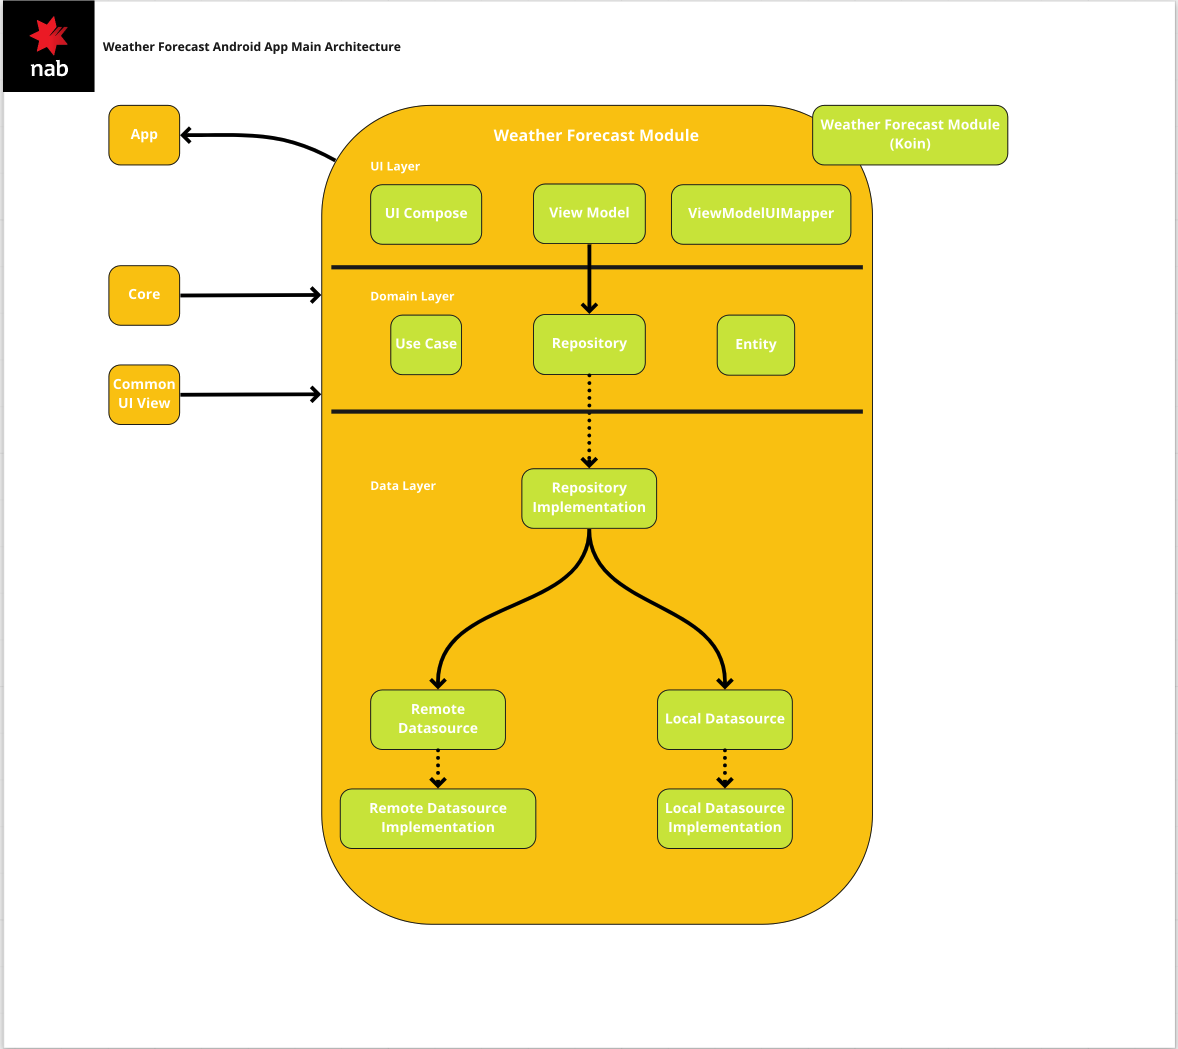 nab
Weather Forecast Android App Main Architecture
App
Weather Forecast Module
Weather Forecast Module
(Koin)
UI Layer
UI Compose
View Model
ViewModelUIMapper
Core
Domain Layer
Use Case
Repository
Entity
Common
UI View
Data Layer
Repository
Implementation
Remote
Datasource
Local Datasource
Remote Datasource
Implementation
Local Datasource
Implementation